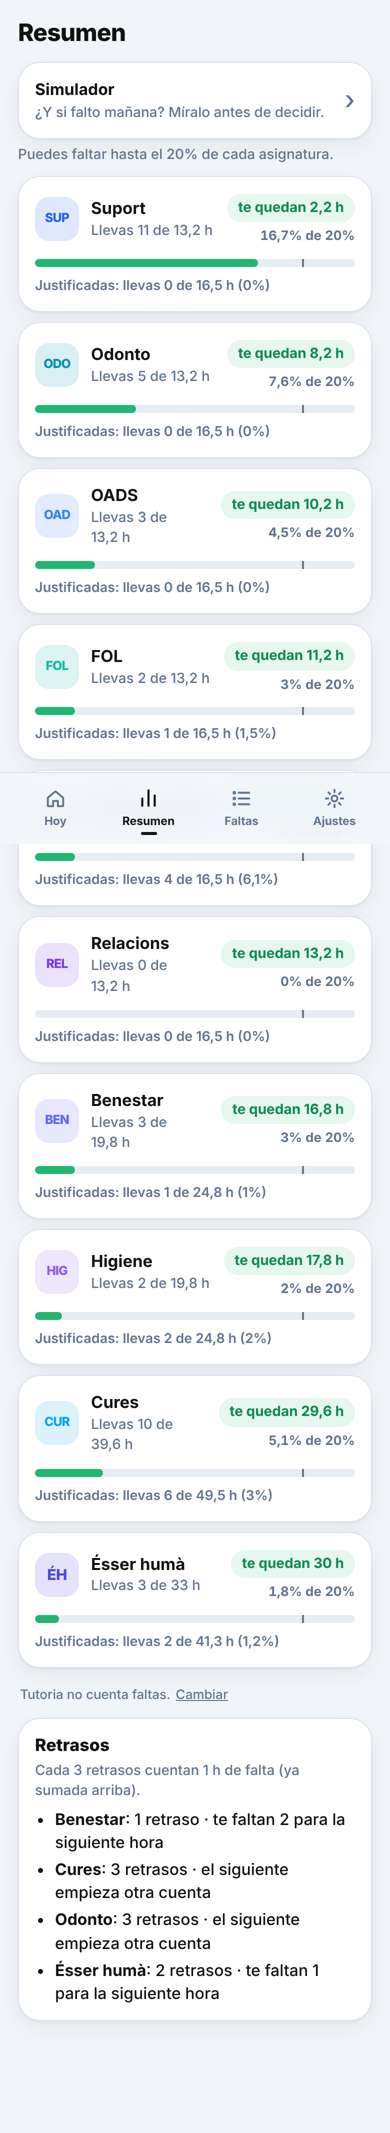 Resumen
Simulador
¿Y si falto mañana? Míralo antes de decidir.
Puedes faltar hasta el 20% de cada asignatura.
SUP
Suport
Llevas 11 de 13,2 h
te quedan 2,2 h
16,7% de 20%
Justificadas: llevas 0 de 16,5 h (0%)
ODO
Odonto
Llevas 5 de 13,2 h
te quedan 8,2 h
7,6% de 20%
Justificadas: llevas 0 de 16,5 h (0%)
OAD
OADS
Llevas 3 de
13,2 h
te quedan 10,2 h
4,5% de 20%
Justificadas: llevas 0 de 16,5 h (0%)
FOL
FOL
Llevas 2 de 13,2 h
te quedan 11,2 h
3% de 20%
Justificadas: llevas 1 de 16,5 h (1,5%)
Hoy
Resumen
Faltas
Ajustes
Justificadas: llevas 4 de 16,5 h (6,1%)
REL
Relacions
Llevas 0 de
13,2 h
te quedan 13,2 h
0% de 20%
Justificadas: llevas 0 de 16,5 h (0%)
BEN
Benestar
Llevas 3 de
19,8 h
te quedan 16,8 h
3% de 20%
Justificadas: llevas 1 de 24,8 h (1%)
HIG
Higiene
Llevas 2 de 19,8 h
te quedan 17,8 h
2% de 20%
Justificadas: llevas 2 de 24,8 h (2%)
CUR
Cures
Llevas 10 de
39,6 h
te quedan 29,6 h
5,1% de 20%
Justificadas: llevas 6 de 49,5 h (3%)
ÉH
Ésser humà
Llevas 3 de 33 h
te quedan 30 h
1,8% de 20%
Justificadas: llevas 2 de 41,3 h (1,2%)
Tutoria no cuenta faltas. Cambiar
Retrasos
Cada 3 retrasos cuentan 1 h de falta (ya
sumada arriba).
• Benestar: 1 retraso · te faltan 2 para la
siguiente hora
• Cures: 3 retrasos · el siguiente
empieza otra cuenta
• Odonto: 3 retrasos · el siguiente
empieza otra cuenta
• Ésser humà: 2 retrasos · te faltan 1
para la siguiente hora